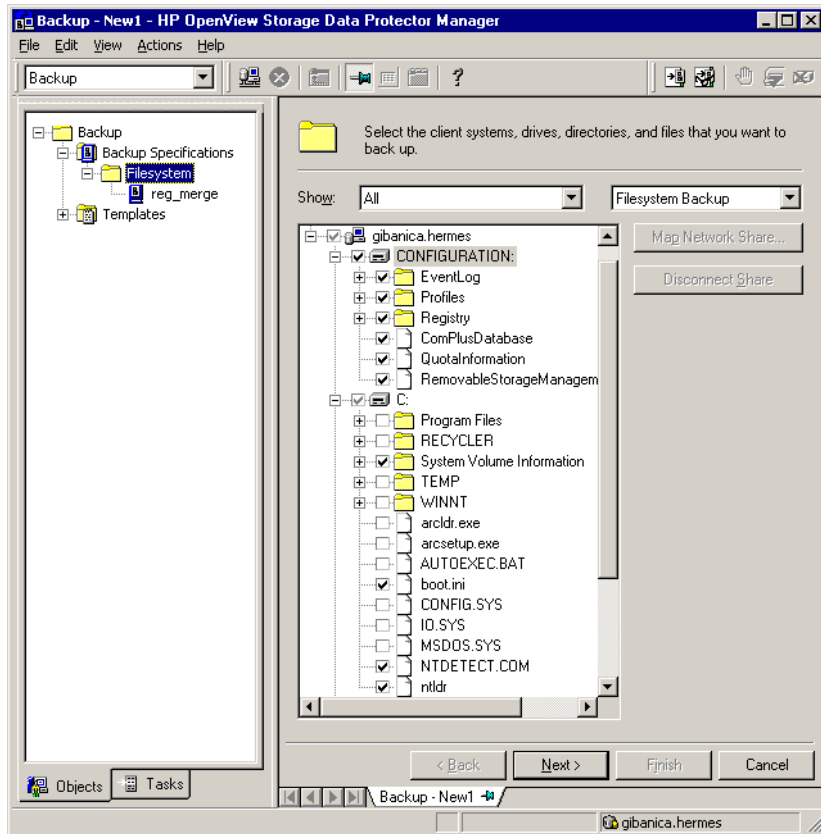 Backup - New1 - HP OpenView Storage Data Protector Manager
File Edit View Actions Help
Backup
?
Backup
Backup Specifications
Filesystem
reg_merge
Templates
Select the client systems, drives, directories, and files that you want to
back up.
Show: All Filesystem Backup
gibanica.hermes
CONFIGURATION:
EventLog
Profiles
Registry
ComPlusDatabase
QuotaInformation
RemovableStorageManagem
C:
Program Files
RECYCLER
System Volume Information
TEMP
WINNT
arcldr.exe
arcsetup.exe
AUTOEXEC.BAT
boot.ini
CONFIG.SYS
IO.SYS
MSDOS.SYS
NTDETECT.COM
ntldr
Map Network Share...
Disconnect Share
< Back Next > Finish Cancel
Objects Tasks
Backup - New1
gibanica.hermes